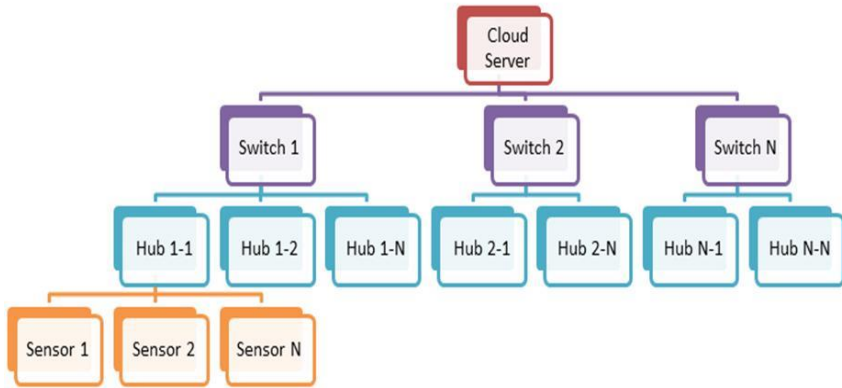 Cloud
Server
Switch 1
Switch 2
Switch N
Hub 1-1
Hub 1-2
Hub 1-N
Hub 2-1
Hub 2-N
Hub N-1
Hub N-N
Sensor 1
Sensor 2
Sensor N